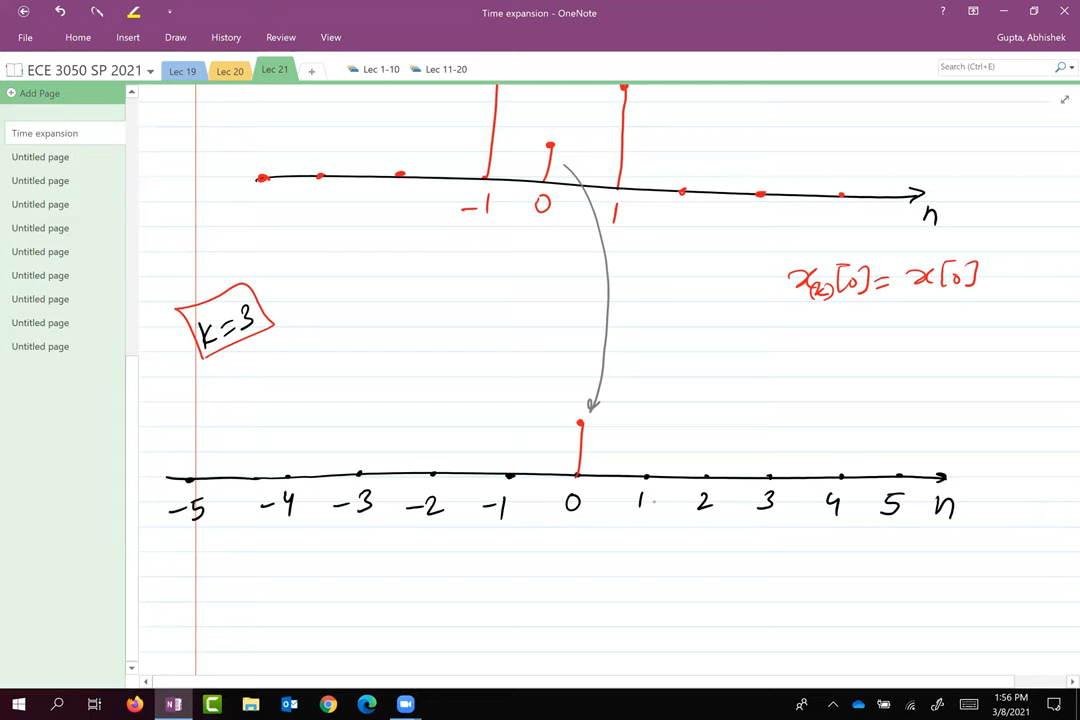 Time expansion - OneNote
?
File Home Insert Draw History Review View
Gupta, Abhishek
ECE 3050 SP 2021
Lec 19 Lec 20 Lec 21 + Lec 1-10 Lec 11-20
Search (Ctrl+E)
Add Page
Time expansion
Untitled page
Untitled page
Untitled page
Untitled page
Untitled page
Untitled page
Untitled page
Untitled page
Untitled page
-1 0 1 n
x(k)[0] = x[0]
k=3
-5 -4 -3 -2 -1 0 1 2 3 4 5 n
1:56 PM
3/8/2021